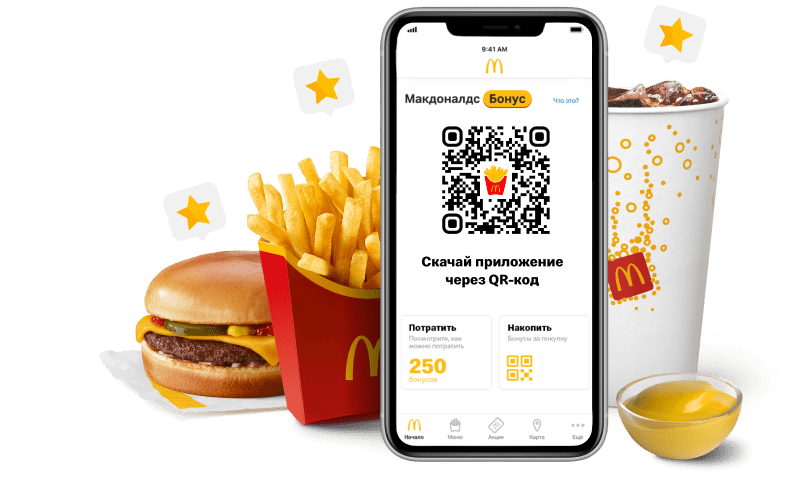 9:41 AM
Макдоналдс Бонус
Что это?
Скачай приложение
через QR-код
Потратить
Посмотрите, как
можно потратить
250
бонусов
Накопить
Бонусы за покупку
Начало
Меню
Акции
Карта
Ещё